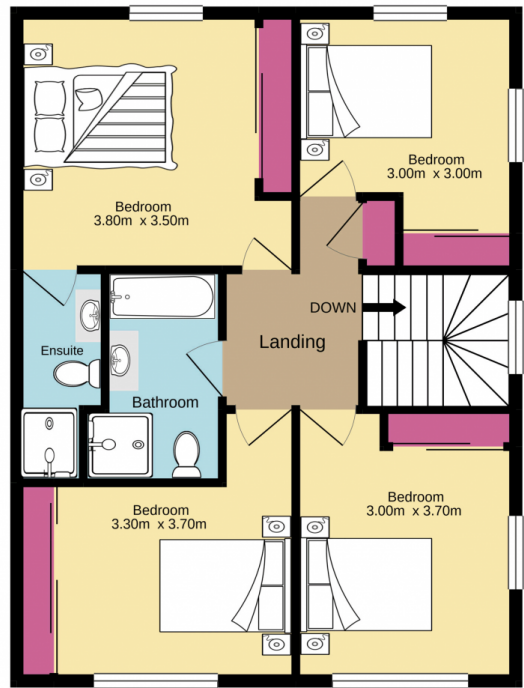 Bedroom
3.80m x 3.50m
Bedroom
3.00m x 3.00m
DOWN
Landing
Ensuite
Bathroom
Bedroom
3.30m x 3.70m
Bedroom
3.00m x 3.70m